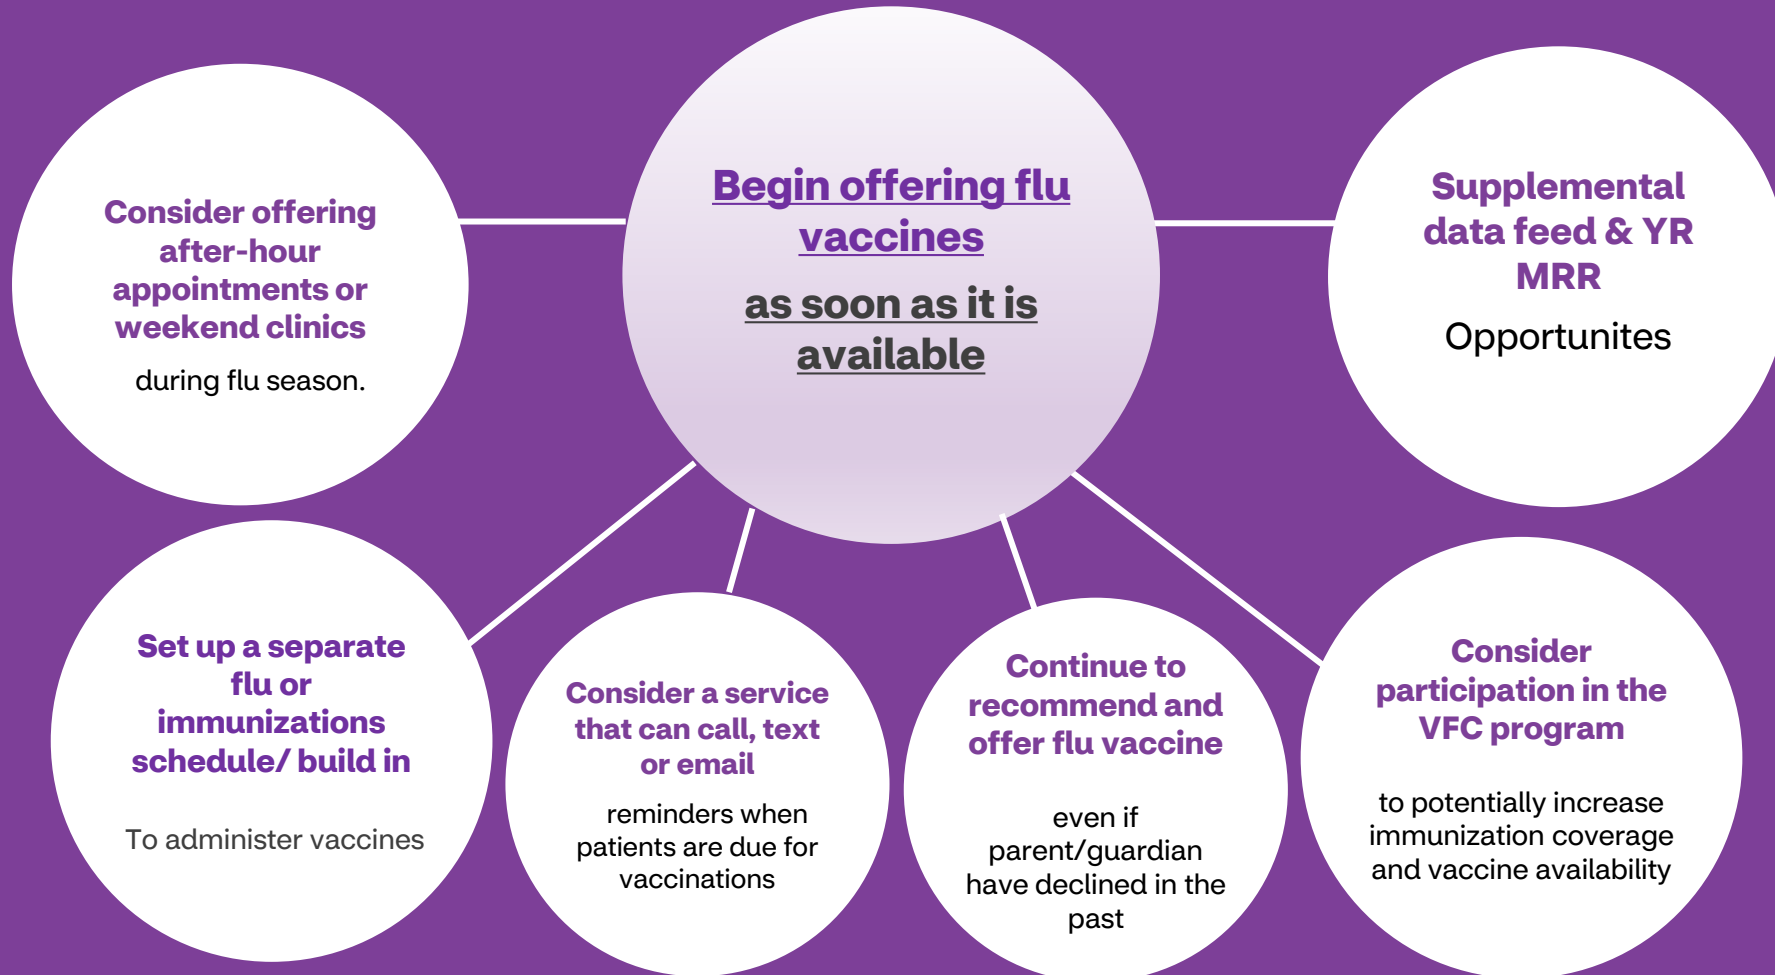 Begin offering flu
vaccines
as soon as it is
available
Consider offering
after-hour
appointments or
weekend clinics
during flu season.
Supplemental
data feed & YR
MRR
Opportunites
Set up a separate
flu or
immunizations
schedule/ build in
To administer vaccines
Consider a service
that can call, text
or email
reminders when
patients are due for
vaccinations
Continue to
recommend and
offer flu vaccine
even if
parent/guardian
have declined in the
past
Consider
participation in the
VFC program
to potentially increase
immunization coverage
and vaccine availability